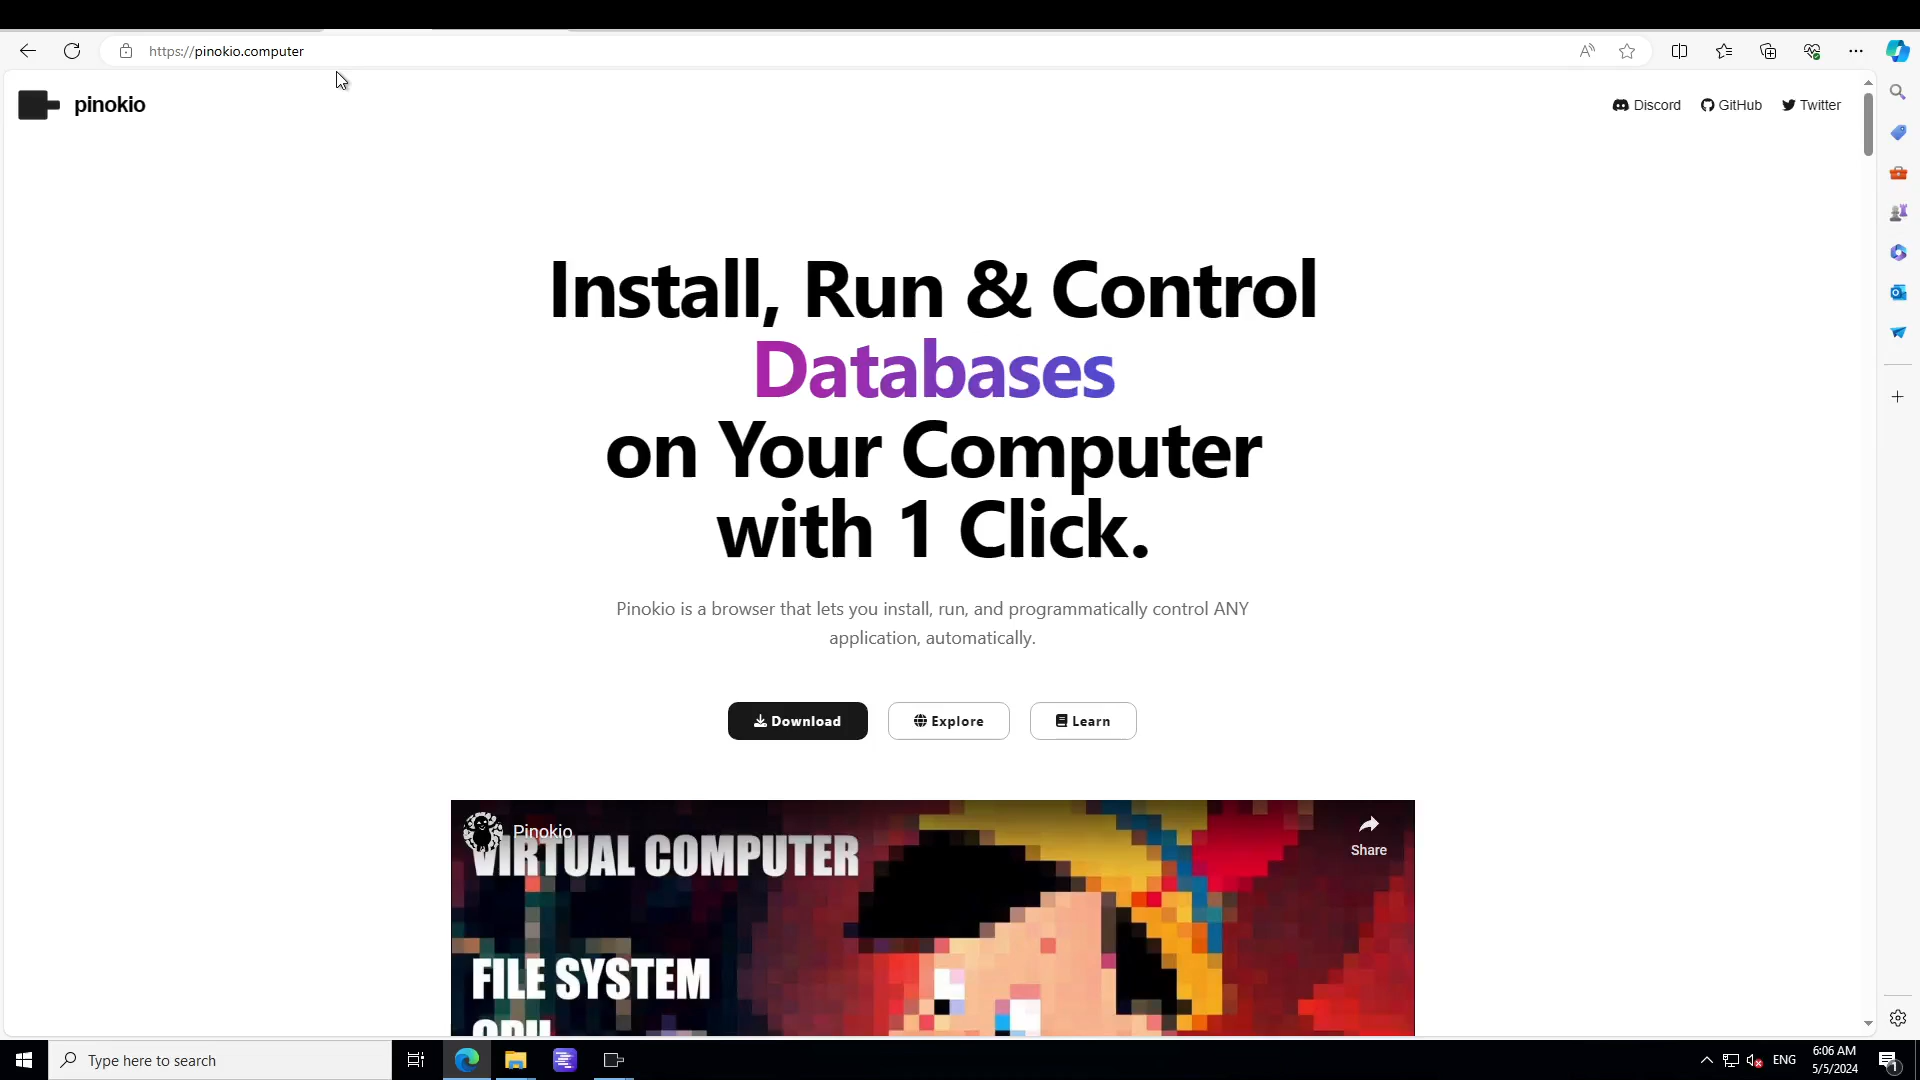 https://pinokio.computer
pinokio
Discord
GitHub
Twitter
Install, Run & Control
Databases
on Your Computer
with 1 Click.
Pinokio is a browser that lets you install, run, and programmatically control ANY
application, automatically.
Download
Explore
Learn
Pinokio
Share
VIRTUAL COMPUTER
FILE SYSTEM
Type here to search
ENG
6:06 AM
5/5/2024
1